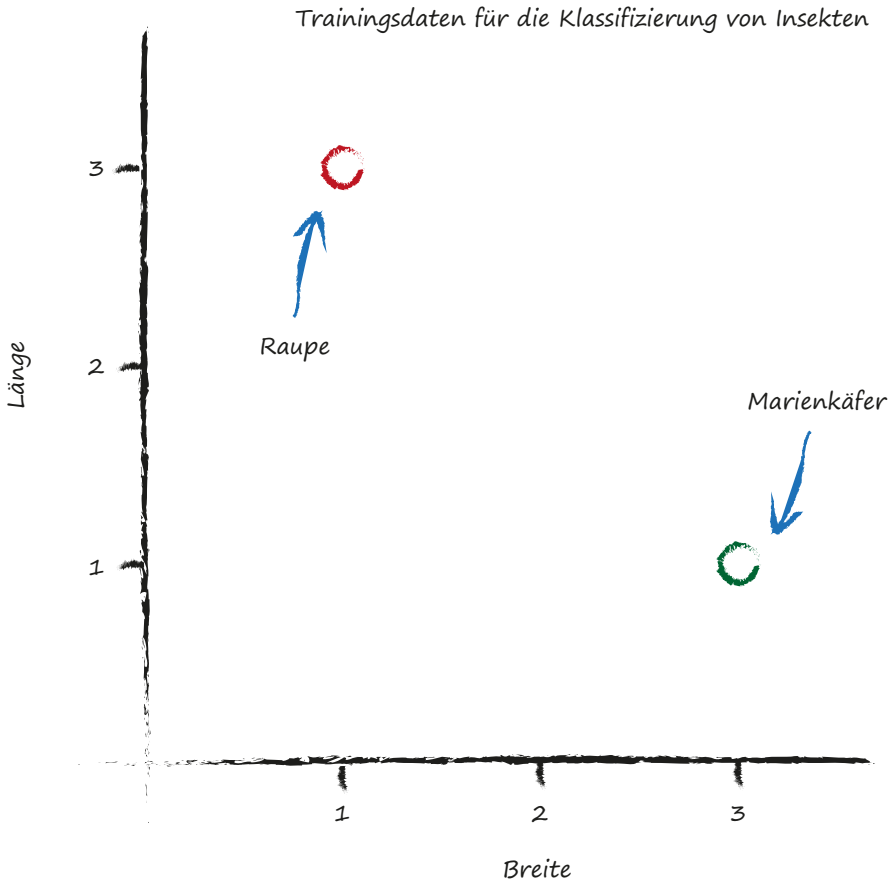 Trainingsdaten für die Klassifizierung von Insekten
3
Raupe
2
Länge
Marienkäfer
1
1 2 3
Breite